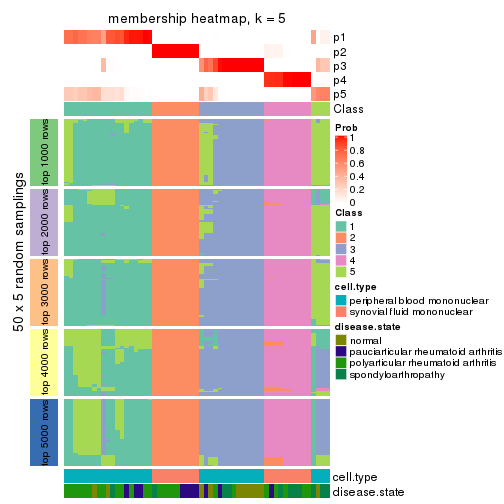 membership heatmap, k = 5
p1
p2
p3
p4
p5
Class
50 x 5 random samplings
top 1000 rows
top 2000 rows
top 3000 rows
top 4000 rows
top 5000 rows
cell.type
disease.state
Prob
1
0.8
0.6
0.4
0.2
0
Class
1
2
3
4
5
cell.type
peripheral blood mononuclear
synovial fluid mononuclear
disease.state
normal
pauciarticular rheumatoid arthritis
polyarticular rheumatoid arthritis
spondyloarthropathy